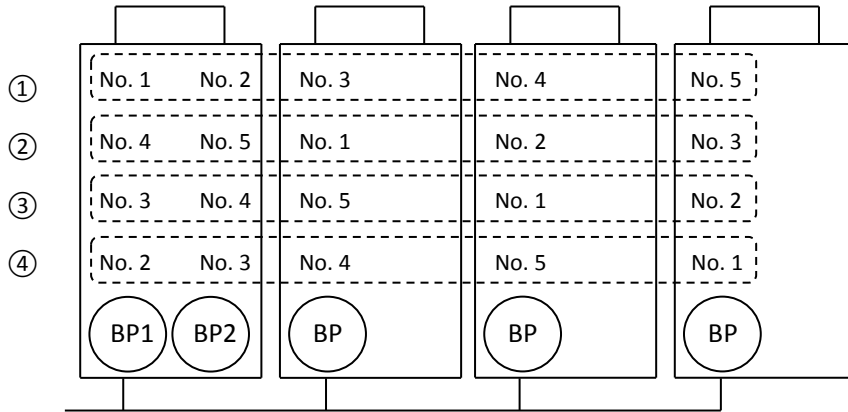 ① No. 1 No. 2 No. 3 No. 4 No. 5
② No. 4 No. 5 No. 1 No. 2 No. 3
③ No. 3 No. 4 No. 5 No. 1 No. 2
④ No. 2 No. 3 No. 4 No. 5 No. 1
BP1 BP2 BP BP BP